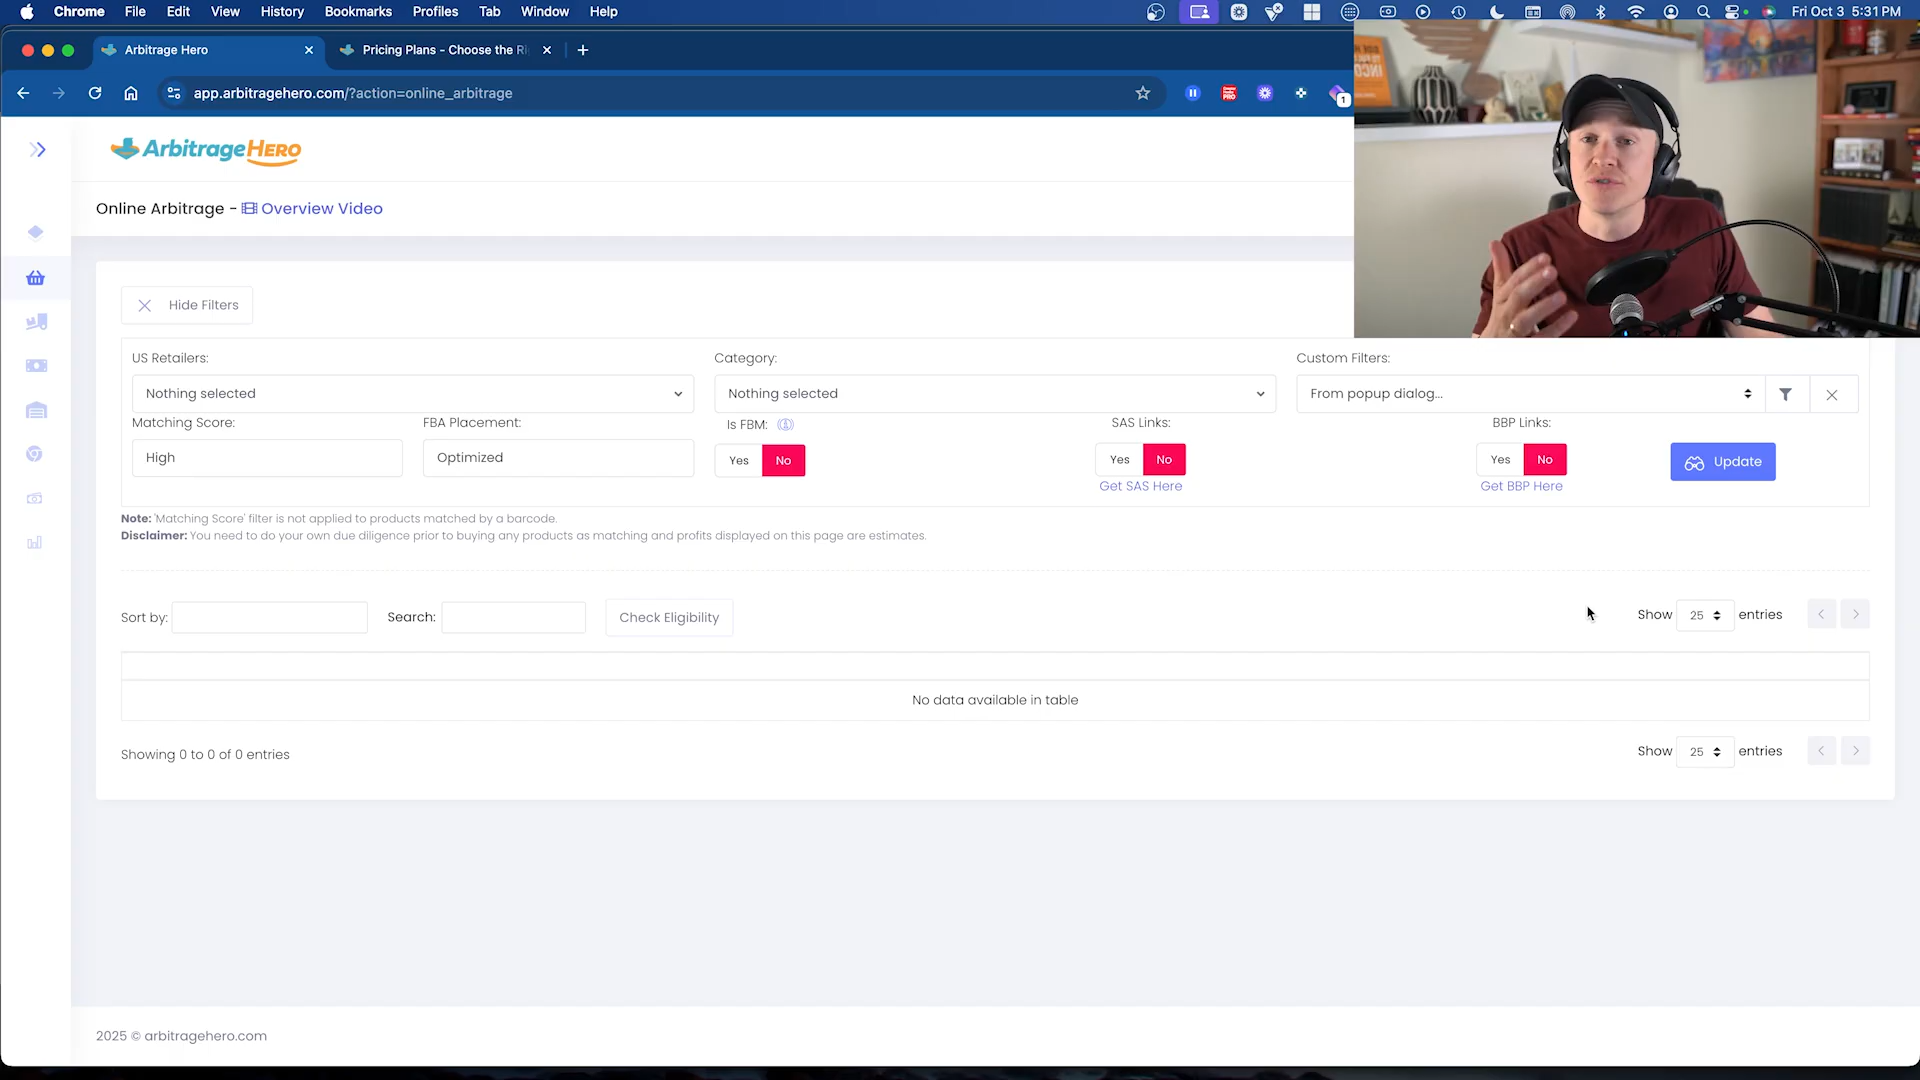 Chrome File Edit View History Bookmarks Profiles Tab Window Help Fri Oct 3 5:31 PM
Arbitrage Hero Pricing Plans - Choose the Ri
app.arbitragehero.com/?action=online_arbitrage
1
ArbitrageHero
Online Arbitrage - Overview Video
Hide Filters
US Retailers: Category: Custom Filters:
Nothing selected Nothing selected From popup dialog...
Matching Score: FBA Placement: Is FBM: SAS Links: BBP Links:
High Optimized Yes No Yes No Yes No Update
Get SAS Here Get BBP Here
Note: 'Matching Score' filter is not applied to products matched by a barcode.
Disclaimer: You need to do your own due diligence prior to buying any products as matching and profits displayed on this page are estimates.
Sort by: Search: Check Eligibility Show 25 entries
No data available in table
Showing 0 to 0 of 0 entries Show 25 entries
2025 © arbitragehero.com